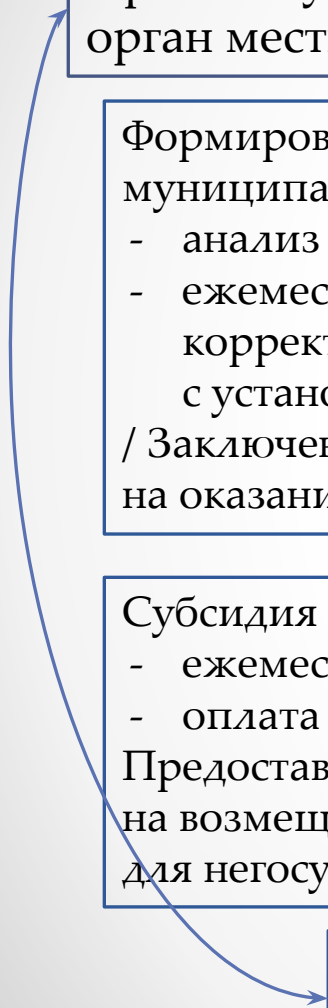 орган мест
Формиров
муниципа
- анализ
- ежемес
коррект
с устано
/ Заключен
на оказани
Субсидия
- ежемес
- оплата
Предостав
на возмещ
для негосу